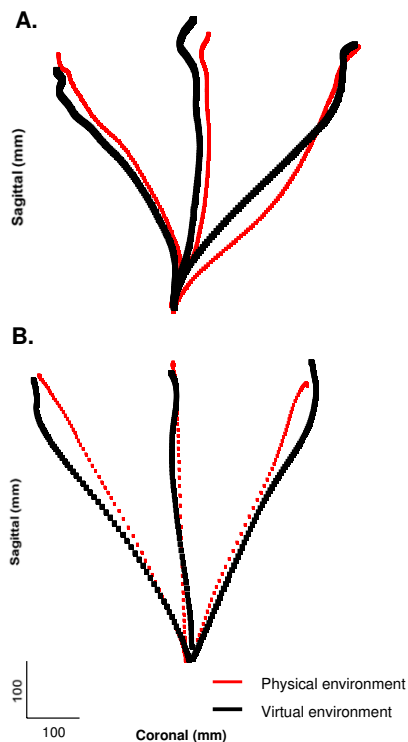 A.
Sagittal (mm)
B.
Sagittal (mm)
100
100
Coronal (mm)
Physical environment
Virtual environment